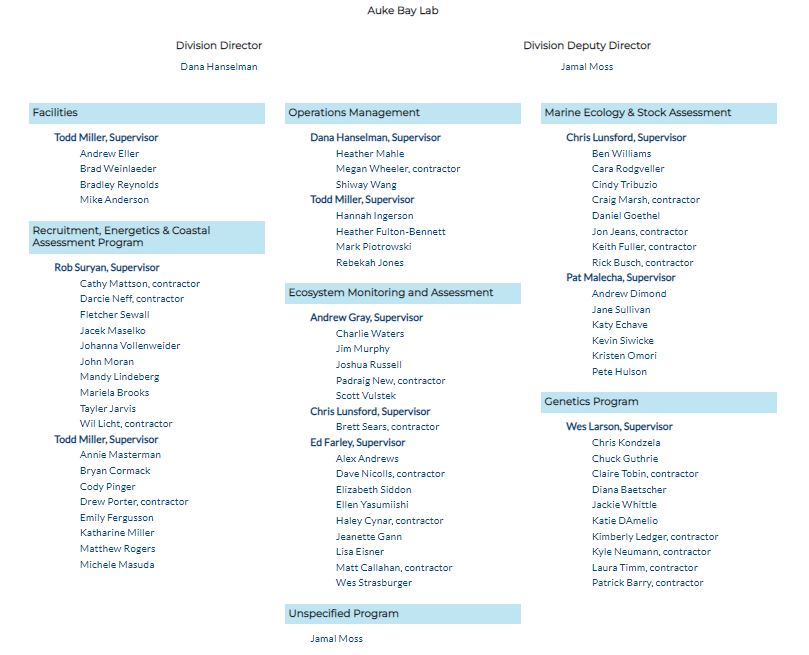 Auke Bay Lab
Division Director
Dana Hanselman
Division Deputy Director
Jamal Moss
Facilities
Todd Miller, Supervisor
Andrew Eller
Brad Weinlaeder
Bradley Reynolds
Mike Anderson
Recruitment, Energetics & Coastal
Assessment Program
Rob Suryan, Supervisor
Cathy Mattson, contractor
Darcie Neff, contractor
Fletcher Sewall
Jacek Maselko
Johanna Vollenweider
John Moran
Mandy Lindeberg
Mariela Brooks
Tayler Jarvis
Wil Licht, contractor
Todd Miller, Supervisor
Annie Masterman
Bryan Cormack
Cody Pinger
Drew Porter, contractor
Emily Fergusson
Katharine Miller
Matthew Rogers
Michele Masuda
Operations Management
Dana Hanselman, Supervisor
Heather Mahle
Megan Wheeler, contractor
Shiway Wang
Todd Miller, Supervisor
Hannah Ingerson
Heather Fulton-Bennett
Mark Piotrowski
Rebekah Jones
Ecosystem Monitoring and Assessment
Andrew Gray, Supervisor
Charlie Waters
Jim Murphy
Joshua Russell
Padraig New, contractor
Scott Vulstek
Chris Lunsford, Supervisor
Brett Sears, contractor
Ed Farley, Supervisor
Alex Andrews
Dave Nicolls, contractor
Elizabeth Siddon
Ellen Yasumiishi
Haley Cynar, contractor
Jeanette Gann
Lisa Eisner
Matt Callahan, contractor
Wes Strasburger
Unspecified Program
Jamal Moss
Marine Ecology & Stock Assessment
Chris Lunsford, Supervisor
Ben Williams
Cara Rodgveller
Cindy Tribuzio
Craig Marsh, contractor
Daniel Goethel
Jon Jeans, contractor
Keith Fuller, contractor
Rick Busch, contractor
Pat Malecha, Supervisor
Andrew Dimond
Jane Sullivan
Katy Echave
Kevin Siwicke
Kristen Omori
Pete Hulson
Genetics Program
Wes Larson, Supervisor
Chris Kondzela
Chuck Guthrie
Claire Tobin, contractor
Diana Baetscher
Jackie Whittle
Katie DAmelio
Kimberly Ledger, contractor
Kyle Neumann, contractor
Laura Timm, contractor
Patrick Barry, contractor